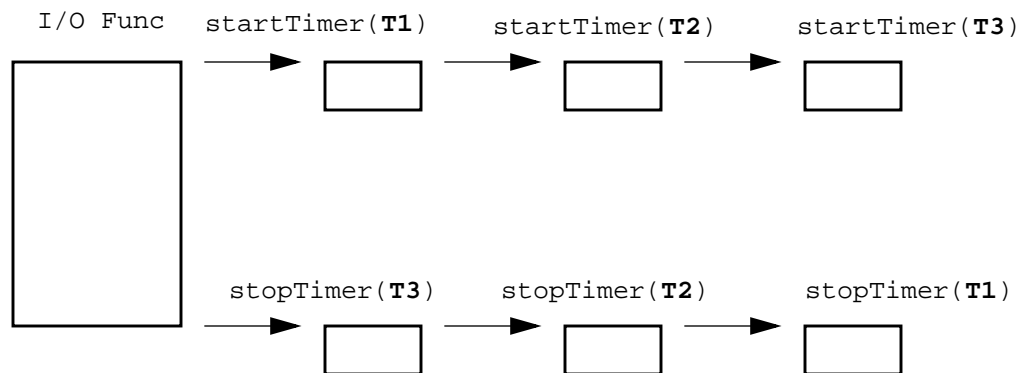 I/O Func
startTimer(T1)
startTimer(T2)
startTimer(T3)
stopTimer(T3)
stopTimer(T2)
stopTimer(T1)